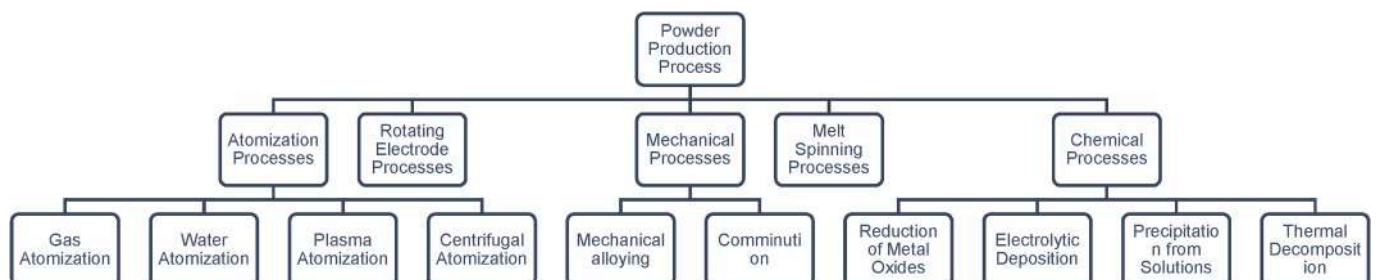 Powder
Production
Process
Atomization
Processes
Rotating
Electrode
Processes
Mechanical
Processes
Melt
Spinning
Processes
Chemical
Processes
Gas
Atomization
Water
Atomization
Plasma
Atomization
Centrifugal
Atomization
Mechanical
alloying
Comminuti
on
Reduction
of Metal
Oxides
Electrolytic
Deposition
Precipitatio
n from
Solutions
Thermal
Decomposit
ion